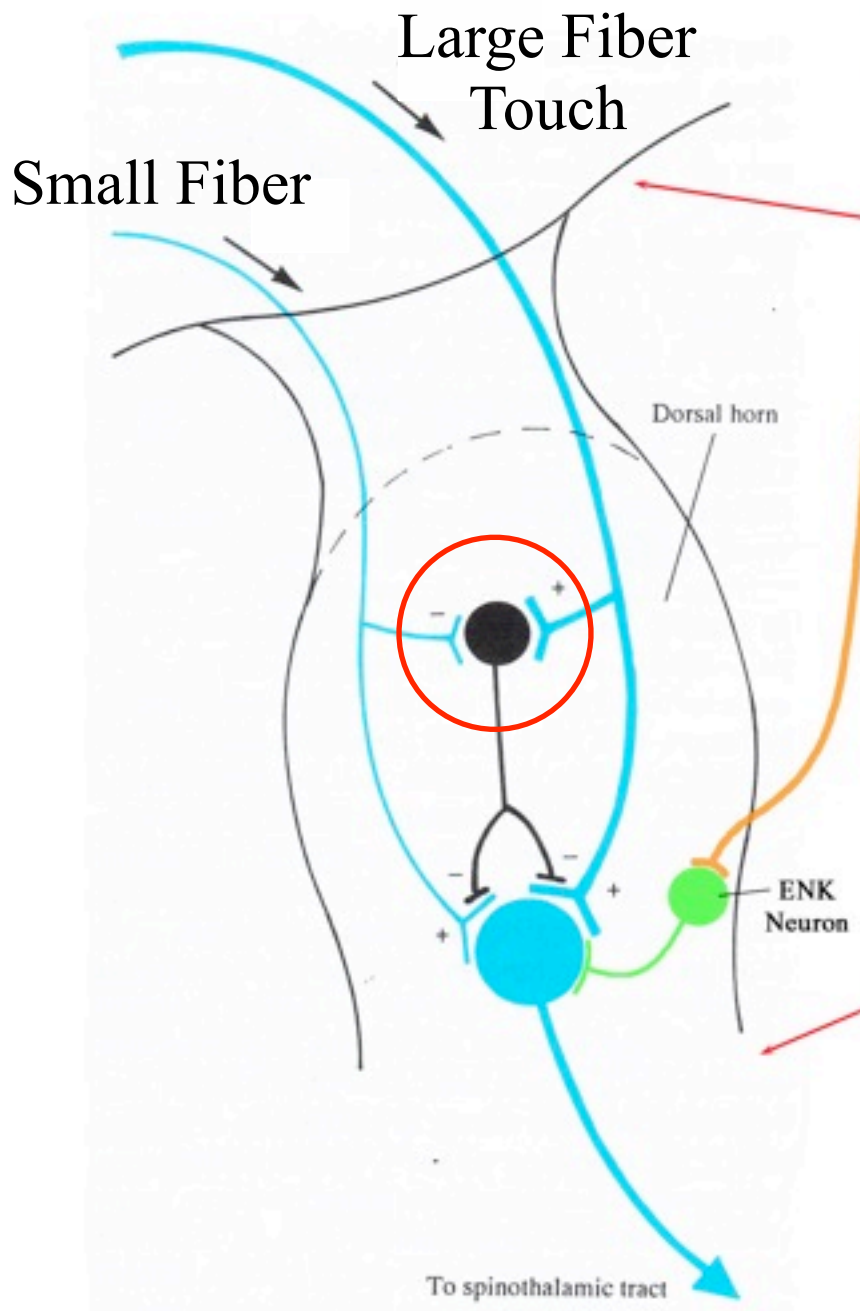 Large Fiber
Touch
Small Fiber
Dorsal horn
+
−
−
−
+
+
ENK
Neuron
To spinothalamic tract